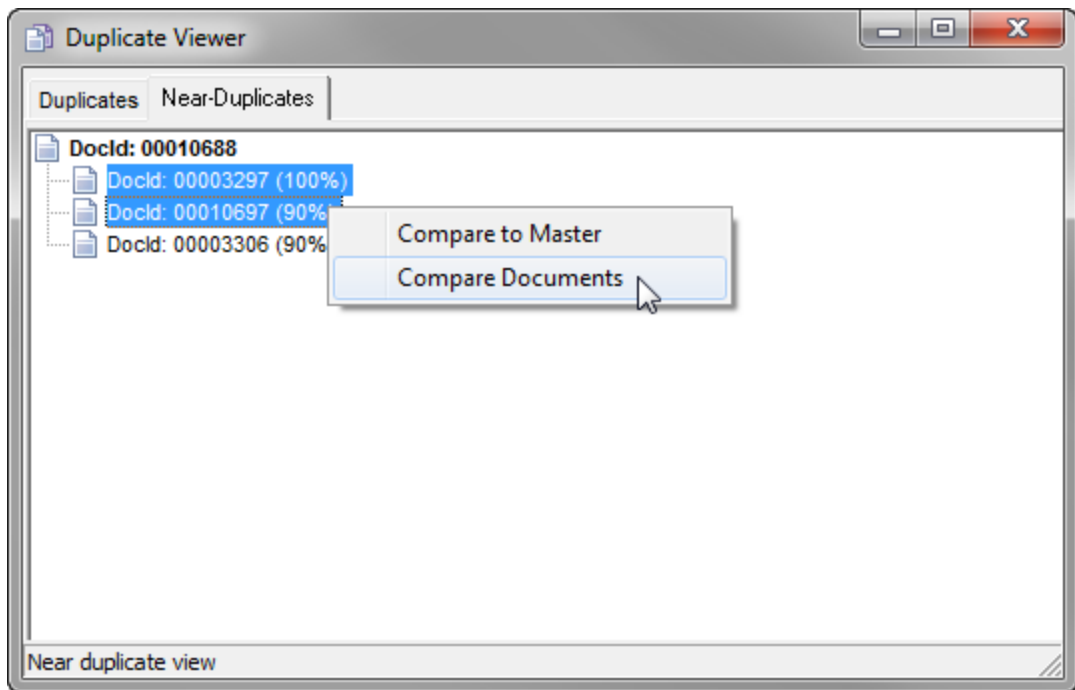 Duplicate Viewer
Duplicates Near-Duplicates
DocId: 00010688
DocId: 00003297 (100%)
DocId: 00010697 (90%
DocId: 00003306 (90%
Compare to Master
Compare Documents
Near duplicate view